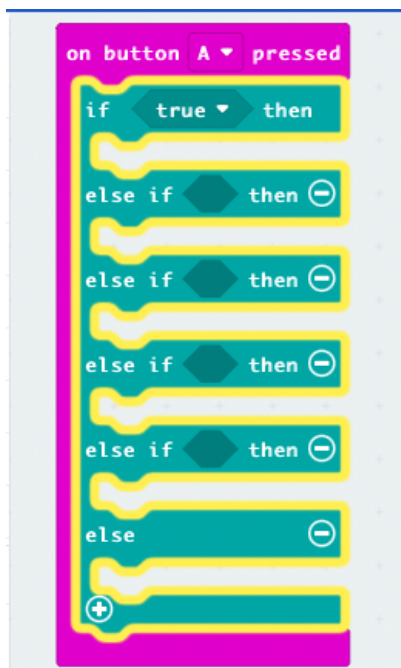 on button A pressed
if true then
else if then
else if then
else if then
else if then
else